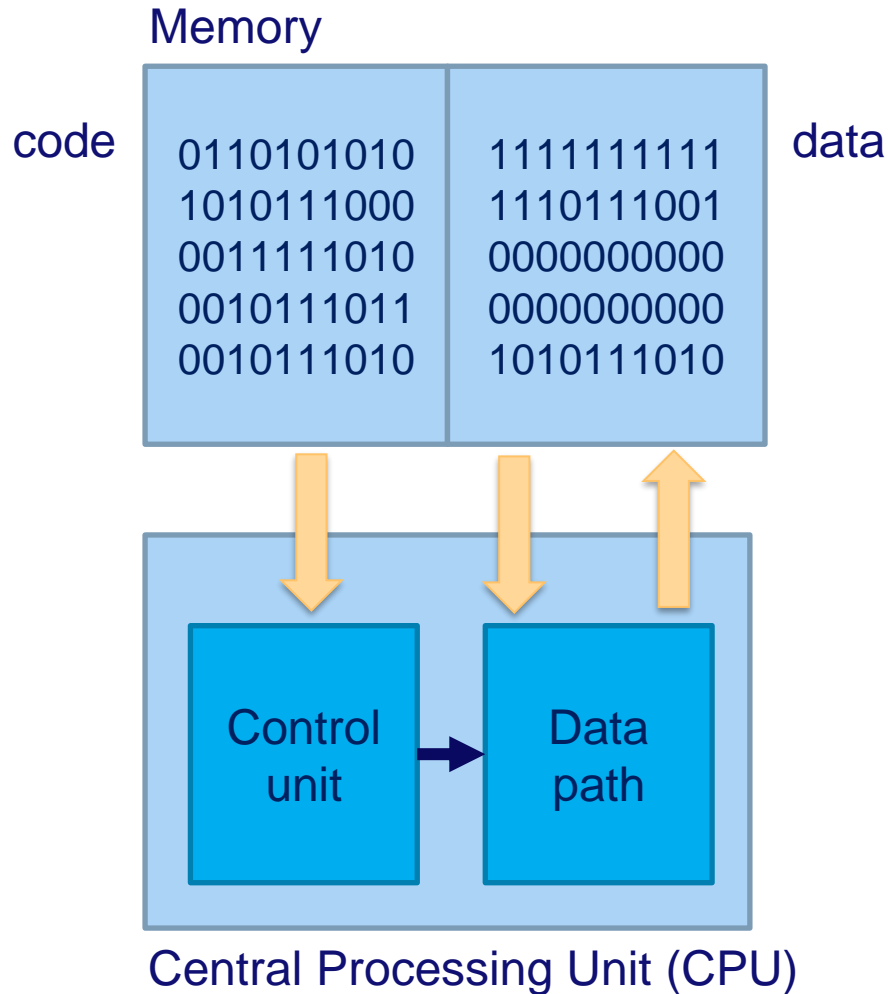 Memory
code
0110101010
1010111000
0011111010
0010111011
0010111010
1111111111
1110111001
0000000000
0000000000
1010111010
data
Control
unit
Data
path
Central Processing Unit (CPU)